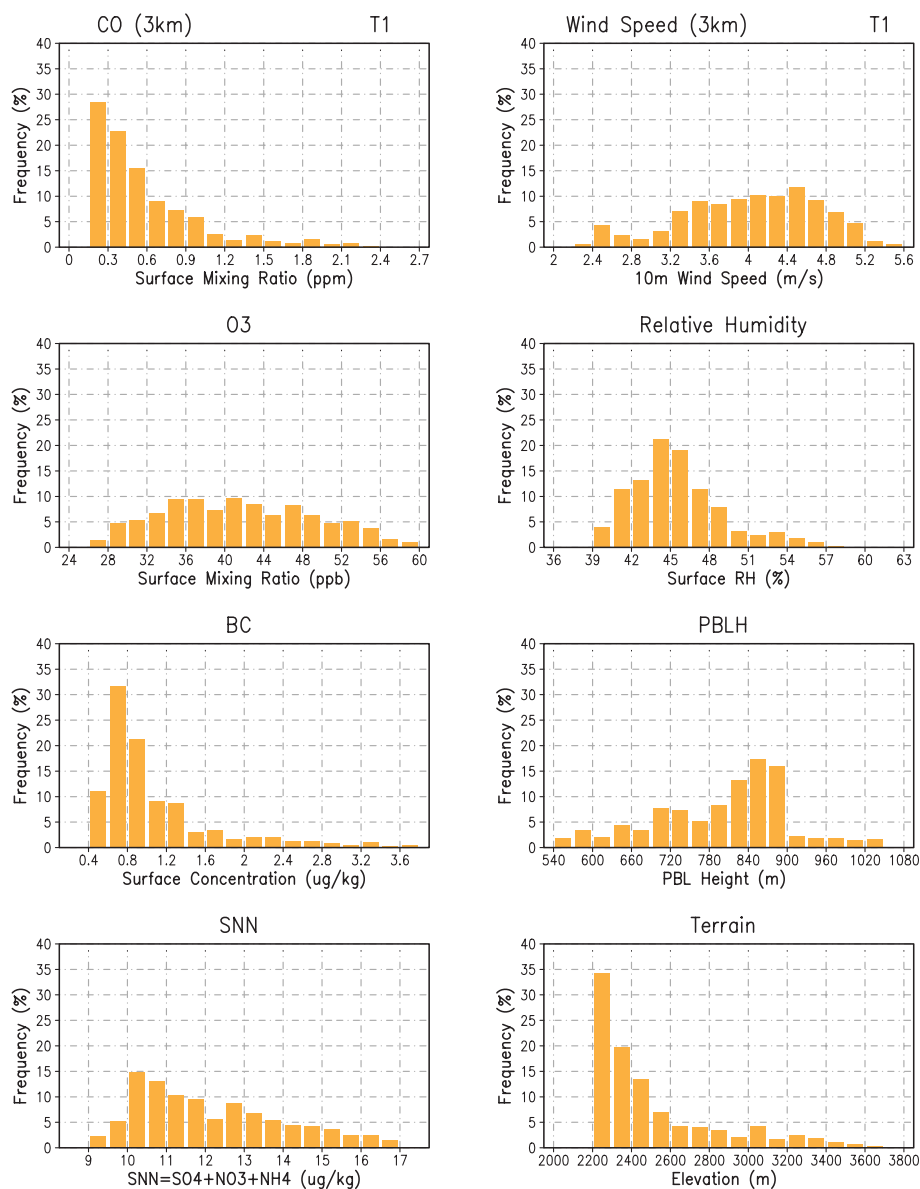 CO (3km) T1
Frequency (%)
40
35
30
25
20
15
10
5
0
0 0.3 0.6 0.9 1.2 1.5 1.8 2.1 2.4 2.7
Surface Mixing Ratio (ppm)
Wind Speed (3km) T1
Frequency (%)
40
35
30
25
20
15
10
5
0
2 2.4 2.8 3.2 3.6 4 4.4 4.8 5.2 5.6
10m Wind Speed (m/s)
O3
Frequency (%)
40
35
30
25
20
15
10
5
0
24 28 32 36 40 44 48 52 56 60
Surface Mixing Ratio (ppb)
Relative Humidity
Frequency (%)
40
35
30
25
20
15
10
5
0
36 39 42 45 48 51 54 57 60 63
Surface RH (%)
BC
Frequency (%)
40
35
30
25
20
15
10
5
0
0.4 0.8 1.2 1.6 2 2.4 2.8 3.2 3.6
Surface Concentration (ug/kg)
PBLH
Frequency (%)
40
35
30
25
20
15
10
5
0
540 600 660 720 780 840 900 960 1020 1080
PBL Height (m)
SNN
Frequency (%)
40
35
30
25
20
15
10
5
0
9 10 11 12 13 14 15 16 17
SNN=SO4+NO3+NH4 (ug/kg)
Terrain
Frequency (%)
40
35
30
25
20
15
10
5
0
2000 2200 2400 2600 2800 3000 3200 3400 3600 3800
Elevation (m)